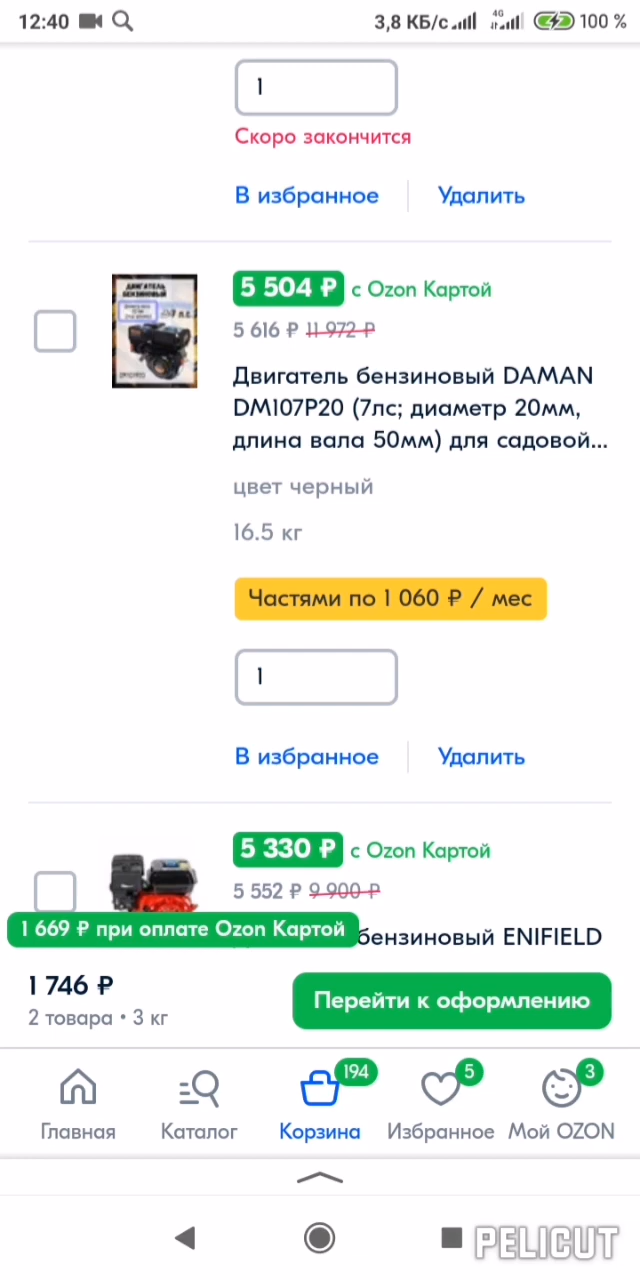 12:40 3,8 КБ/с 4G 100 %
1
Скоро закончится
В избранное Удалить
5 504 ₽ с Ozon Картой
5 616 ₽ 11 972 ₽
ДВИГАТЕЛЬ
БЕНЗИНОВЫЙ
Двигатель бензиновый DAMAN
DM107P20 (7лс; диаметр 20мм,
длина вала 50мм) для садовой...
цвет черный
16.5 кг
Частями по 1 060 ₽ / мес
1
В избранное Удалить
5 330 ₽ с Ozon Картой
5 552 ₽ 9 900 ₽
1 669 ₽ при оплате Ozon Картой
бензиновый ENIFIELD
1 746 ₽
2 товара • 3 кг
Перейти к оформлению
194 5 3
Главная Каталог Корзина Избранное Мой OZON
PELICUT